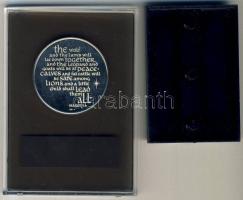 the wolf
and the lamb will
lie down together,
and the leopard and
goats will be at peace.
calves and fat cattle will
be safe among
lions and a little
child shall lead
them
all
Darabanth